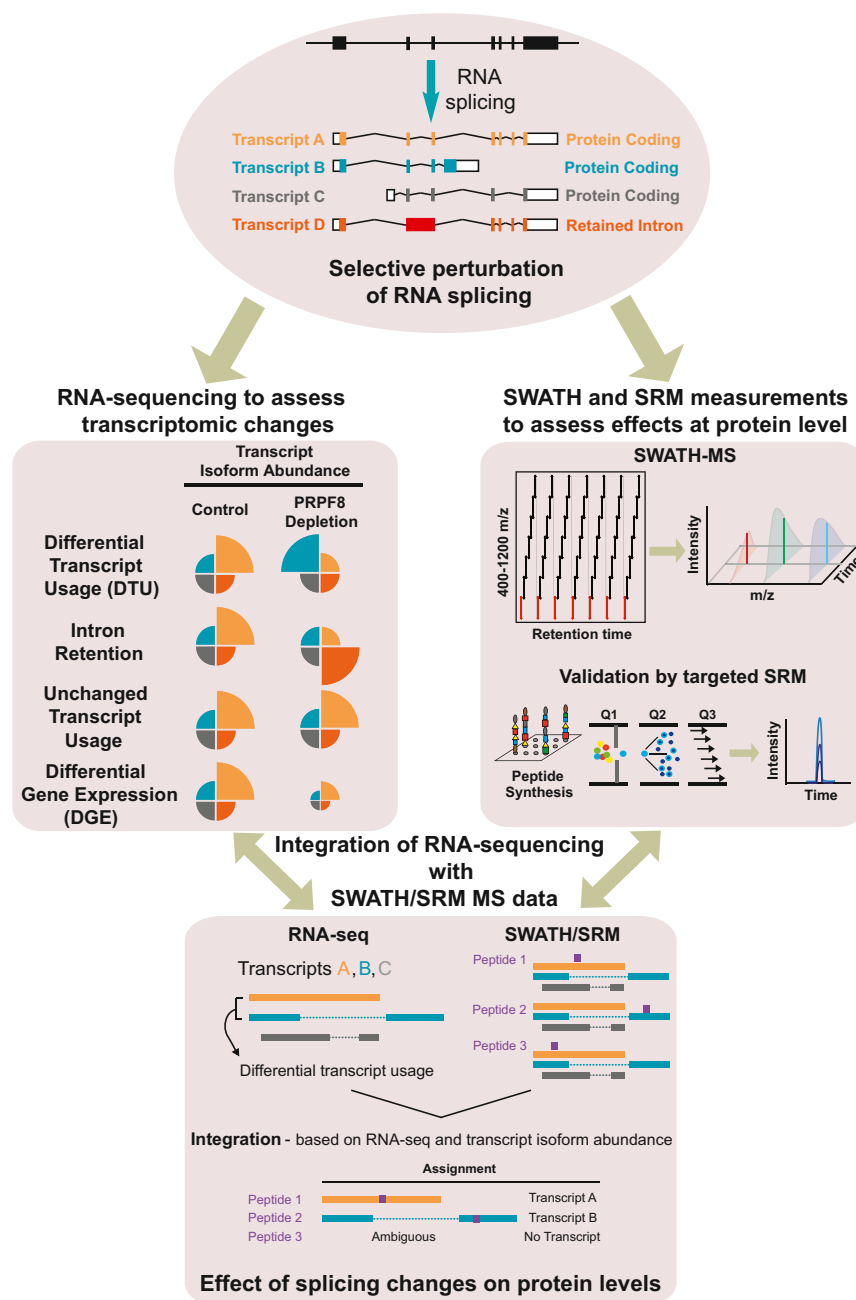 RNA
splicing
Transcript A Protein Coding
Transcript B Protein Coding
Transcript C Protein Coding
Transcript D Retained Intron
Selective perturbation
of RNA splicing
RNA-sequencing to assess
transcriptomic changes
Transcript
Isoform Abundance
Control
PRPF8
Depletion
Differential
Transcript
Usage (DTU)
Intron
Retention
Unchanged
Transcript
Usage
Differential
Gene Expression
(DGE)
SWATH and SRM measurements
to assess effects at protein level
SWATH-MS
400-1200 m/z
Retention time
Intensity
m/z
Time
Validation by targeted SRM
Peptide
Synthesis
Q1 Q2 Q3
Intensity
Time
Integration of RNA-sequencing
with
SWATH/SRM MS data
RNA-seq
Transcripts A, B, C
Differential transcript usage
SWATH/SRM
Peptide 1
Peptide 2
Peptide 3
Integration - based on RNA-seq and transcript isoform abundance
Assignment
Peptide 1 Transcript A
Peptide 2 Transcript B
Peptide 3 Ambiguous No Transcript
Effect of splicing changes on protein levels